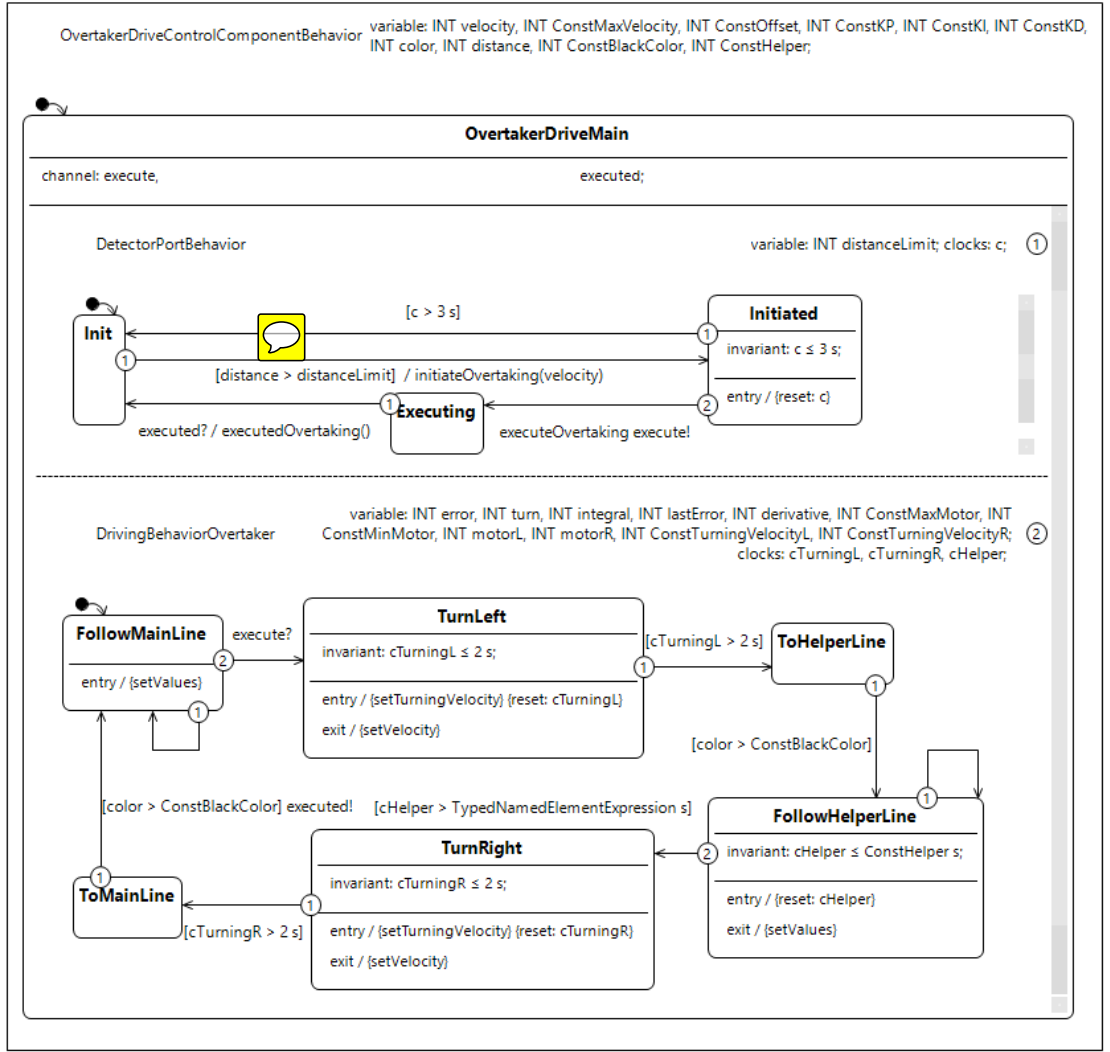 OvertakerDriveControlComponentBehavior
variable: INT velocity, INT ConstMaxVelocity, INT ConstOffset, INT ConstKP, INT ConstKI, INT ConstKD,
INT color, INT distance, INT ConstBlackColor, INT ConstHelper;
OvertakerDriveMain
channel: execute, executed;
DetectorPortBehavior
variable: INT distanceLimit; clocks: c;
1
Init
1
[c > 3 s]
Initiated
1
invariant: c ≤ 3 s;
entry / {reset: c}
2
[distance > distanceLimit] / initiateOvertaking(velocity)
1
Executing
executed? / executedOvertaking()
executeOvertaking execute!
DrivingBehaviorOvertaker
variable: INT error, INT turn, INT integral, INT lastError, INT derivative, INT ConstMaxMotor, INT
ConstMinMotor, INT motorL, INT motorR, INT ConstTurningVelocityL, INT ConstTurningVelocityR;
clocks: cTurningL, cTurningR, cHelper;
2
FollowMainLine
entry / {setValues}
2
1
execute?
TurnLeft
invariant: cTurningL ≤ 2 s;
entry / {setTurningVelocity} {reset: cTurningL}
exit / {setVelocity}
1
[cTurningL > 2 s]
ToHelperLine
1
[color > ConstBlackColor]
[color > ConstBlackColor] executed!
[cHelper > TypedNamedElementExpression s]
1
FollowHelperLine
invariant: cHelper ≤ ConstHelper s;
entry / {reset: cHelper}
exit / {setValues}
2
TurnRight
invariant: cTurningR ≤ 2 s;
entry / {setTurningVelocity} {reset: cTurningR}
exit / {setVelocity}
1
[cTurningR > 2 s]
1
ToMainLine